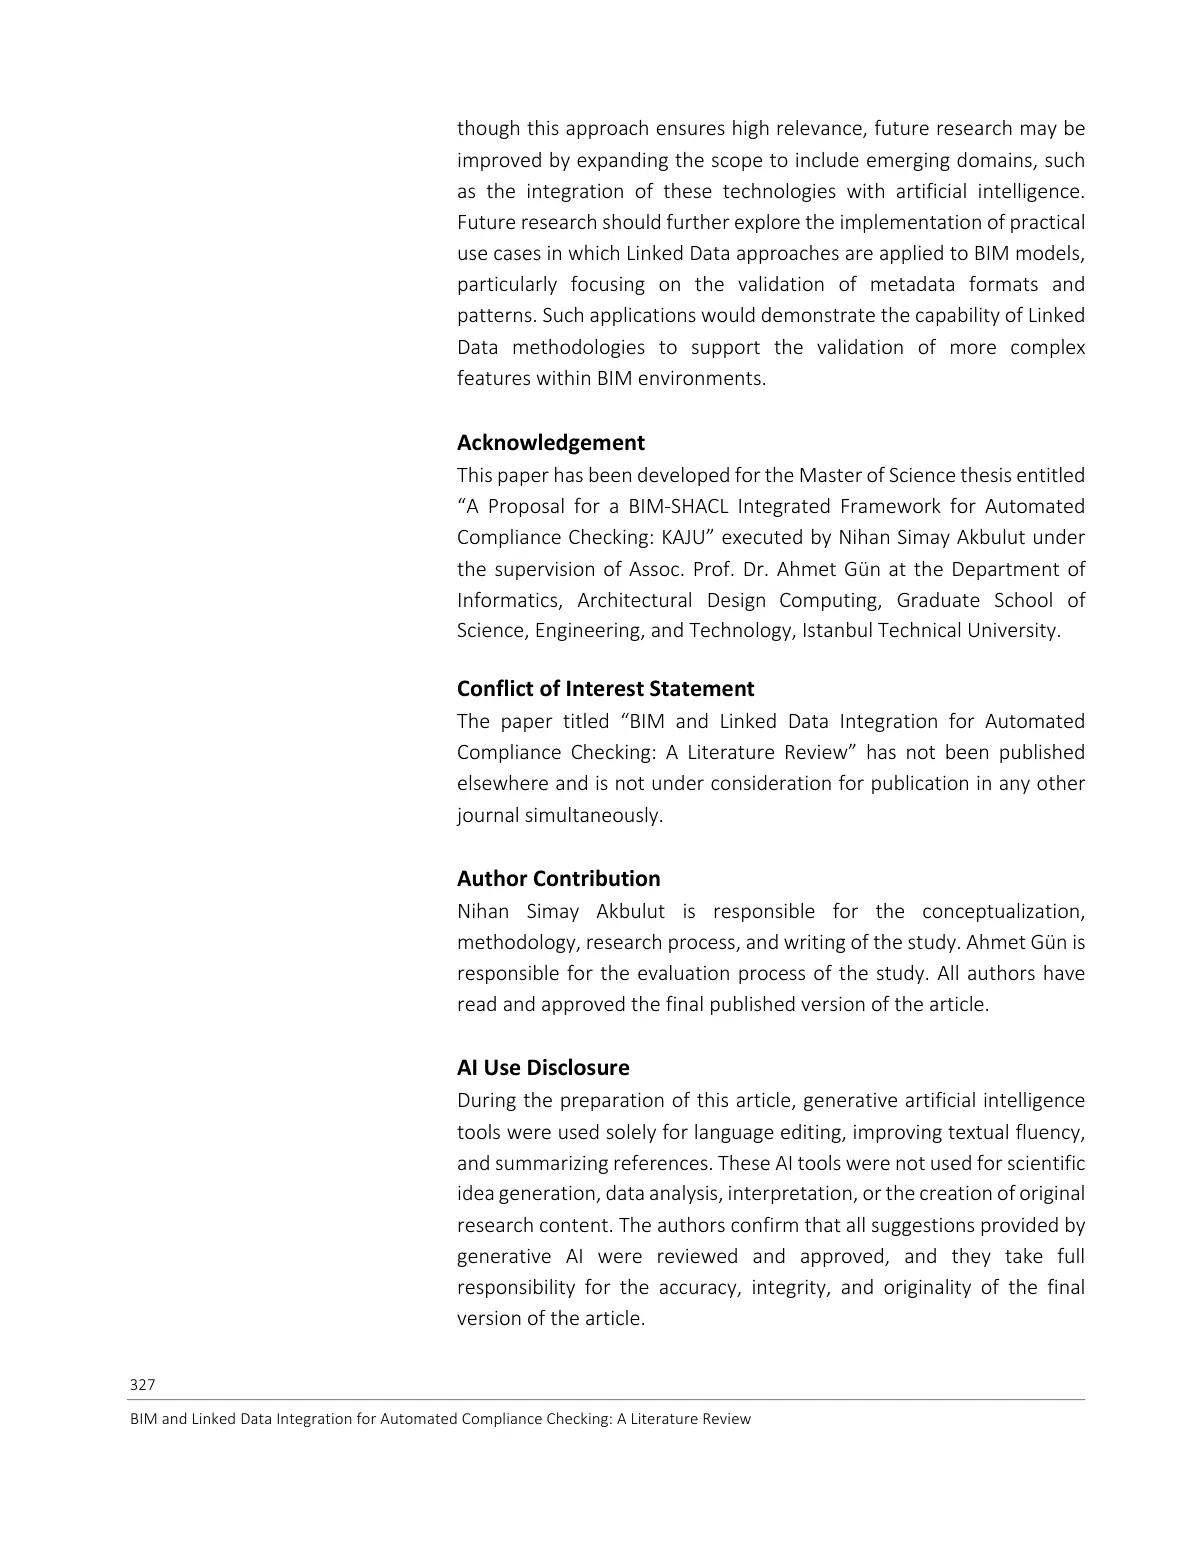 though this approach ensures high relevance, future research may be
improved by expanding the scope to include emerging domains, such
as the integration of these technologies with artificial intelligence.
Future research should further explore the implementation of practical
use cases in which Linked Data approaches are applied to BIM models,
particularly focusing on the validation of metadata formats and
patterns. Such applications would demonstrate the capability of Linked
Data methodologies to support the validation of more complex
features within BIM environments.
Acknowledgement
This paper has been developed for the Master of Science thesis entitled
“A Proposal for a BIM-SHACL Integrated Framework for Automated
Compliance Checking: KAJU” executed by Nihan Simay Akbulut under
the supervision of Assoc. Prof. Dr. Ahmet Gün at the Department of
Informatics, Architectural Design Computing, Graduate School of
Science, Engineering, and Technology, Istanbul Technical University.
Conflict of Interest Statement
The paper titled “BIM and Linked Data Integration for Automated
Compliance Checking: A Literature Review” has not been published
elsewhere and is not under consideration for publication in any other
journal simultaneously.
Author Contribution
Nihan Simay Akbulut is responsible for the conceptualization,
methodology, research process, and writing of the study. Ahmet Gün is
responsible for the evaluation process of the study. All authors have
read and approved the final published version of the article.
AI Use Disclosure
During the preparation of this article, generative artificial intelligence
tools were used solely for language editing, improving textual fluency,
and summarizing references. These AI tools were not used for scientific
idea generation, data analysis, interpretation, or the creation of original
research content. The authors confirm that all suggestions provided by
generative AI were reviewed and approved, and they take full
responsibility for the accuracy, integrity, and originality of the final
version of the article.
327
BIM and Linked Data Integration for Automated Compliance Checking: A Literature Review